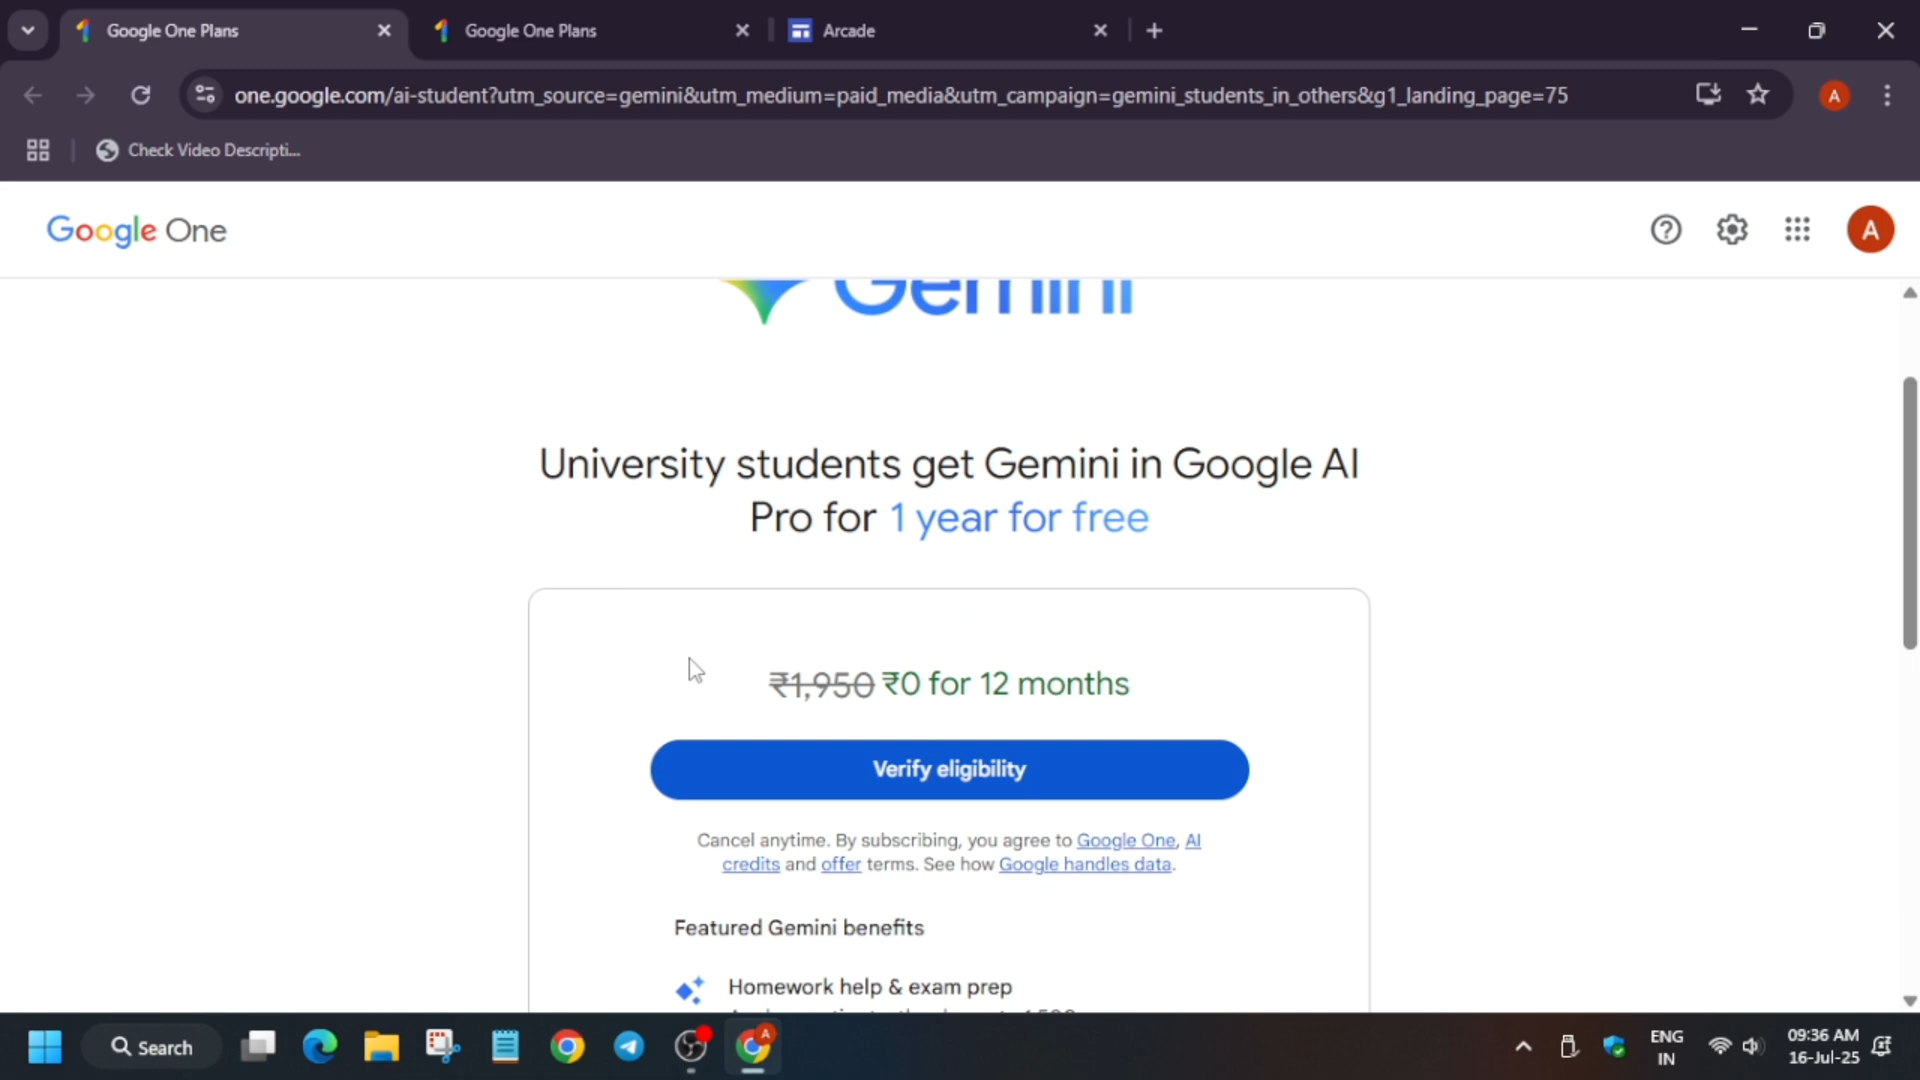 Google One Plans
Google One Plans
Arcade
one.google.com/ai-student?utm_source=gemini&utm_medium=paid_media&utm_campaign=gemini_students_in_others&g1_landing_page=75
A
Check Video Descripti...
Google One
A
Gemini
University students get Gemini in Google AI
Pro for 1 year for free
₹1,950 ₹0 for 12 months
Verify eligibility
Cancel anytime. By subscribing, you agree to Google One, AI
credits and offer terms. See how Google handles data.
Featured Gemini benefits
Homework help & exam prep
Search
A
ENG
IN
09:36 AM
16-Jul-25